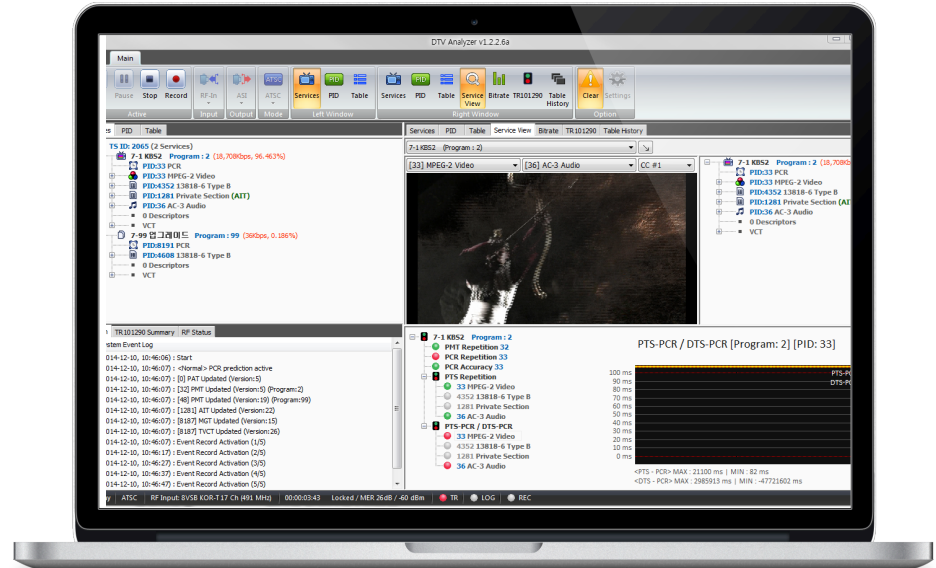 DTV Analyzer v1.2.2.6a
Main
Pause Stop Record RF-In ASI ATSC Services PID Table Services PID Table Service View Bitrate TR101290 Table History Clear Settings
Active Input Output Mode Left Window Right Window Option
PID Table
TS ID: 2065 (2 Services)
7-1 KBS2 Program : 2 (18,708Kbps, 96.463%)
PID:33 PCR
PID:33 MPEG-2 Video
PID:4352 13818-6 Type B
PID:1281 Private Section (AIT)
PID:36 AC-3 Audio
0 Descriptors
VCT
7-99 업그레이드 Program : 99 (36Kbps, 0.186%)
PID:8191 PCR
PID:4608 13818-6 Type B
0 Descriptors
VCT
Services PID Table Service View Bitrate TR101290 Table History
7-1 KBS2 (Program : 2)
[33] MPEG-2 Video [36] AC-3 Audio CC #1
7-1 KBS2 Program : 2 (18,708Kb
PID:33 PCR
PID:33 MPEG-2 Video
PID:4352 13818-6 Type B
PID:1281 Private Section (AI
PID:36 AC-3 Audio
0 Descriptors
VCT
TR101290 Summary RF Status
stem Event Log
014-12-10, 10:46:06) : Start
014-12-10, 10:46:07) : <Normal> PCR prediction active
014-12-10, 10:46:07) : [0] PAT Updated (Version:5)
014-12-10, 10:46:07) : [32] PMT Updated (Version:5) (Program:2)
014-12-10, 10:46:07) : [48] PMT Updated (Version:19) (Program:99)
014-12-10, 10:46:07) : [1281] AIT Updated (Version:22)
014-12-10, 10:46:07) : [8187] MGT Updated (Version:15)
014-12-10, 10:46:07) : [8187] TVCT Updated (Version:26)
014-12-10, 10:46:07) : Event Record Activation (1/5)
014-12-10, 10:46:17) : Event Record Activation (2/5)
014-12-10, 10:46:27) : Event Record Activation (3/5)
014-12-10, 10:46:37) : Event Record Activation (4/5)
014-12-10, 10:46:47) : Event Record Activation (5/5)
7-1 KBS2 Program : 2
PMT Repetition 32
PCR Repetition 33
PCR Accuracy 33
PTS Repetition
33 MPEG-2 Video
4352 13818-6 Type B
1281 Private Section
36 AC-3 Audio
PTS-PCR / DTS-PCR
33 MPEG-2 Video
4352 13818-6 Type B
1281 Private Section
36 AC-3 Audio
PTS-PCR / DTS-PCR [Program: 2] [PID: 33]
100 ms PTS-PC
90 ms DTS-PC
80 ms
70 ms
60 ms
50 ms
40 ms
30 ms
20 ms
10 ms
0 ms
<PTS - PCR> MAX : 21100 ms | MIN : 82 ms
<DTS - PCR> MAX : 2985913 ms | MIN : -47721602 ms
ATSC RF Input: 8VSB KOR-T 17 Ch (491 MHz) 00:00:03:43 Locked / MER 26dB / -60 dBm TR LOG REC